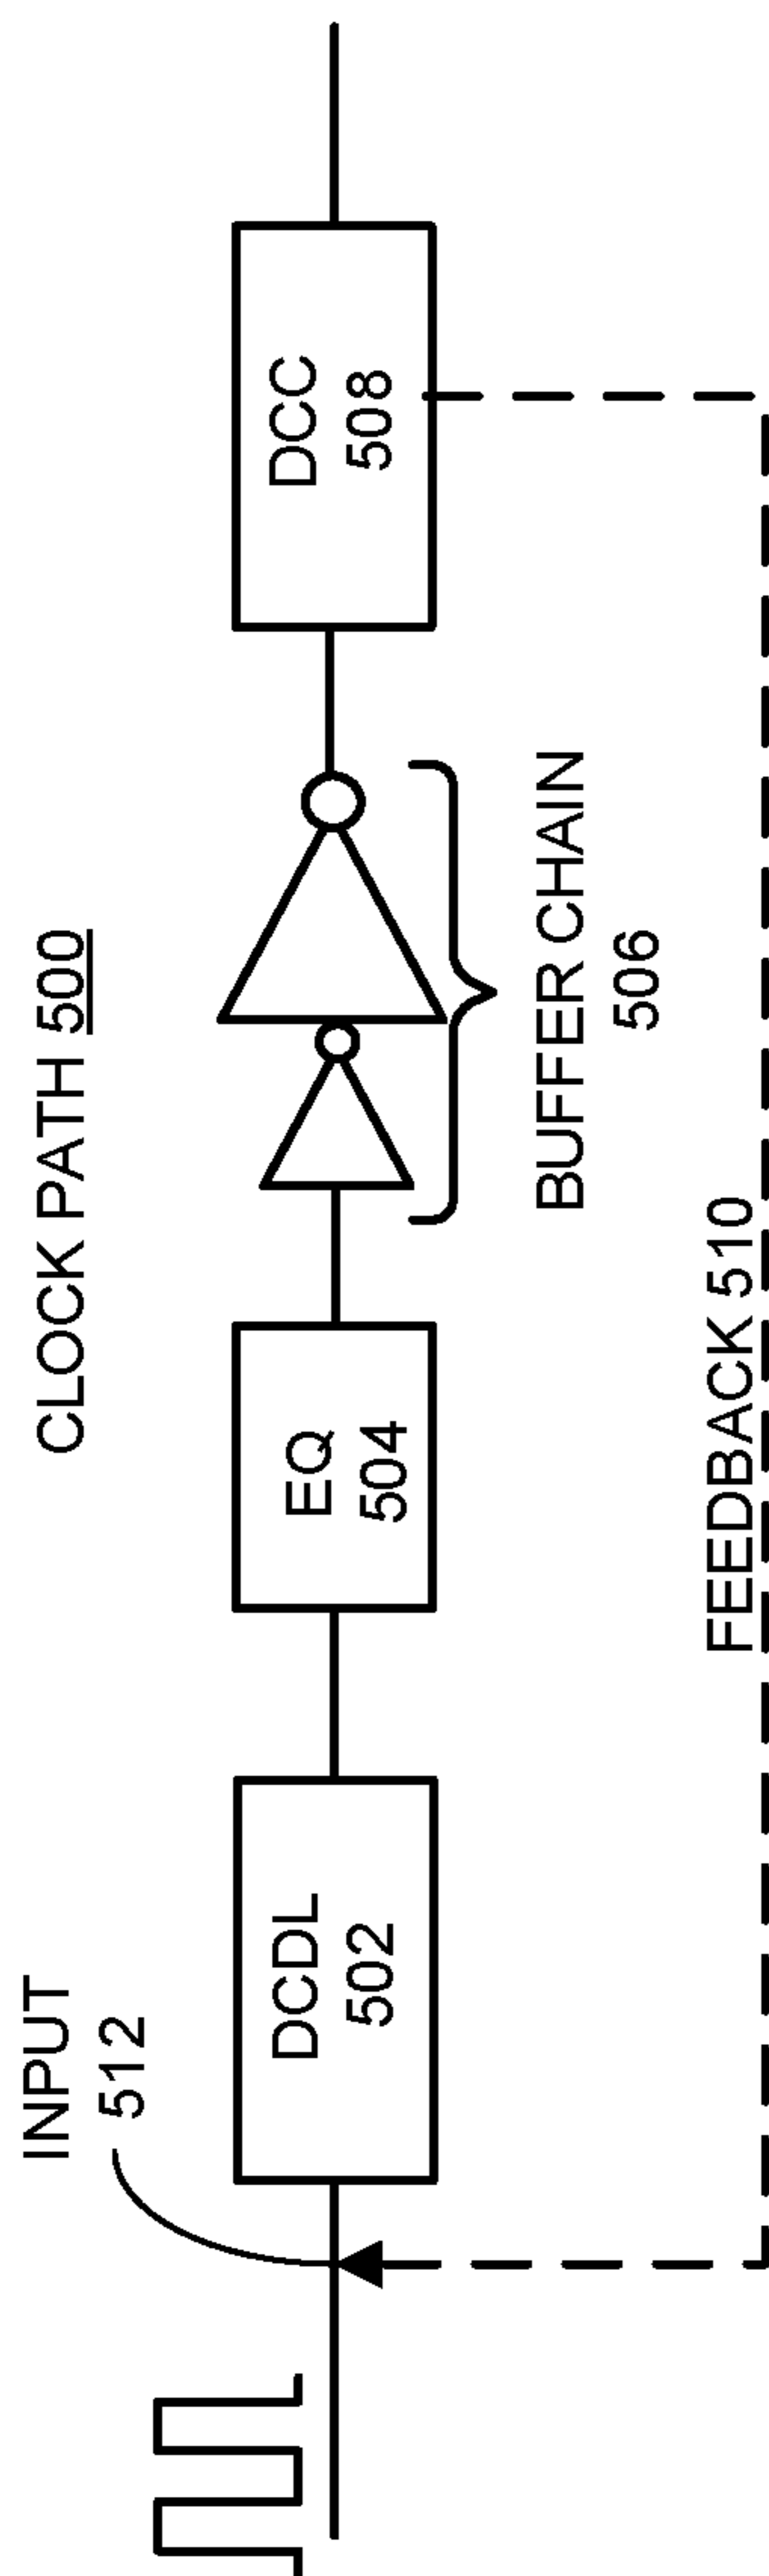 CLOCK PATH 500
INPUT
512
DCDL
502
EQ
504
BUFFER CHAIN
506
DCC
508
FEEDBACK 510